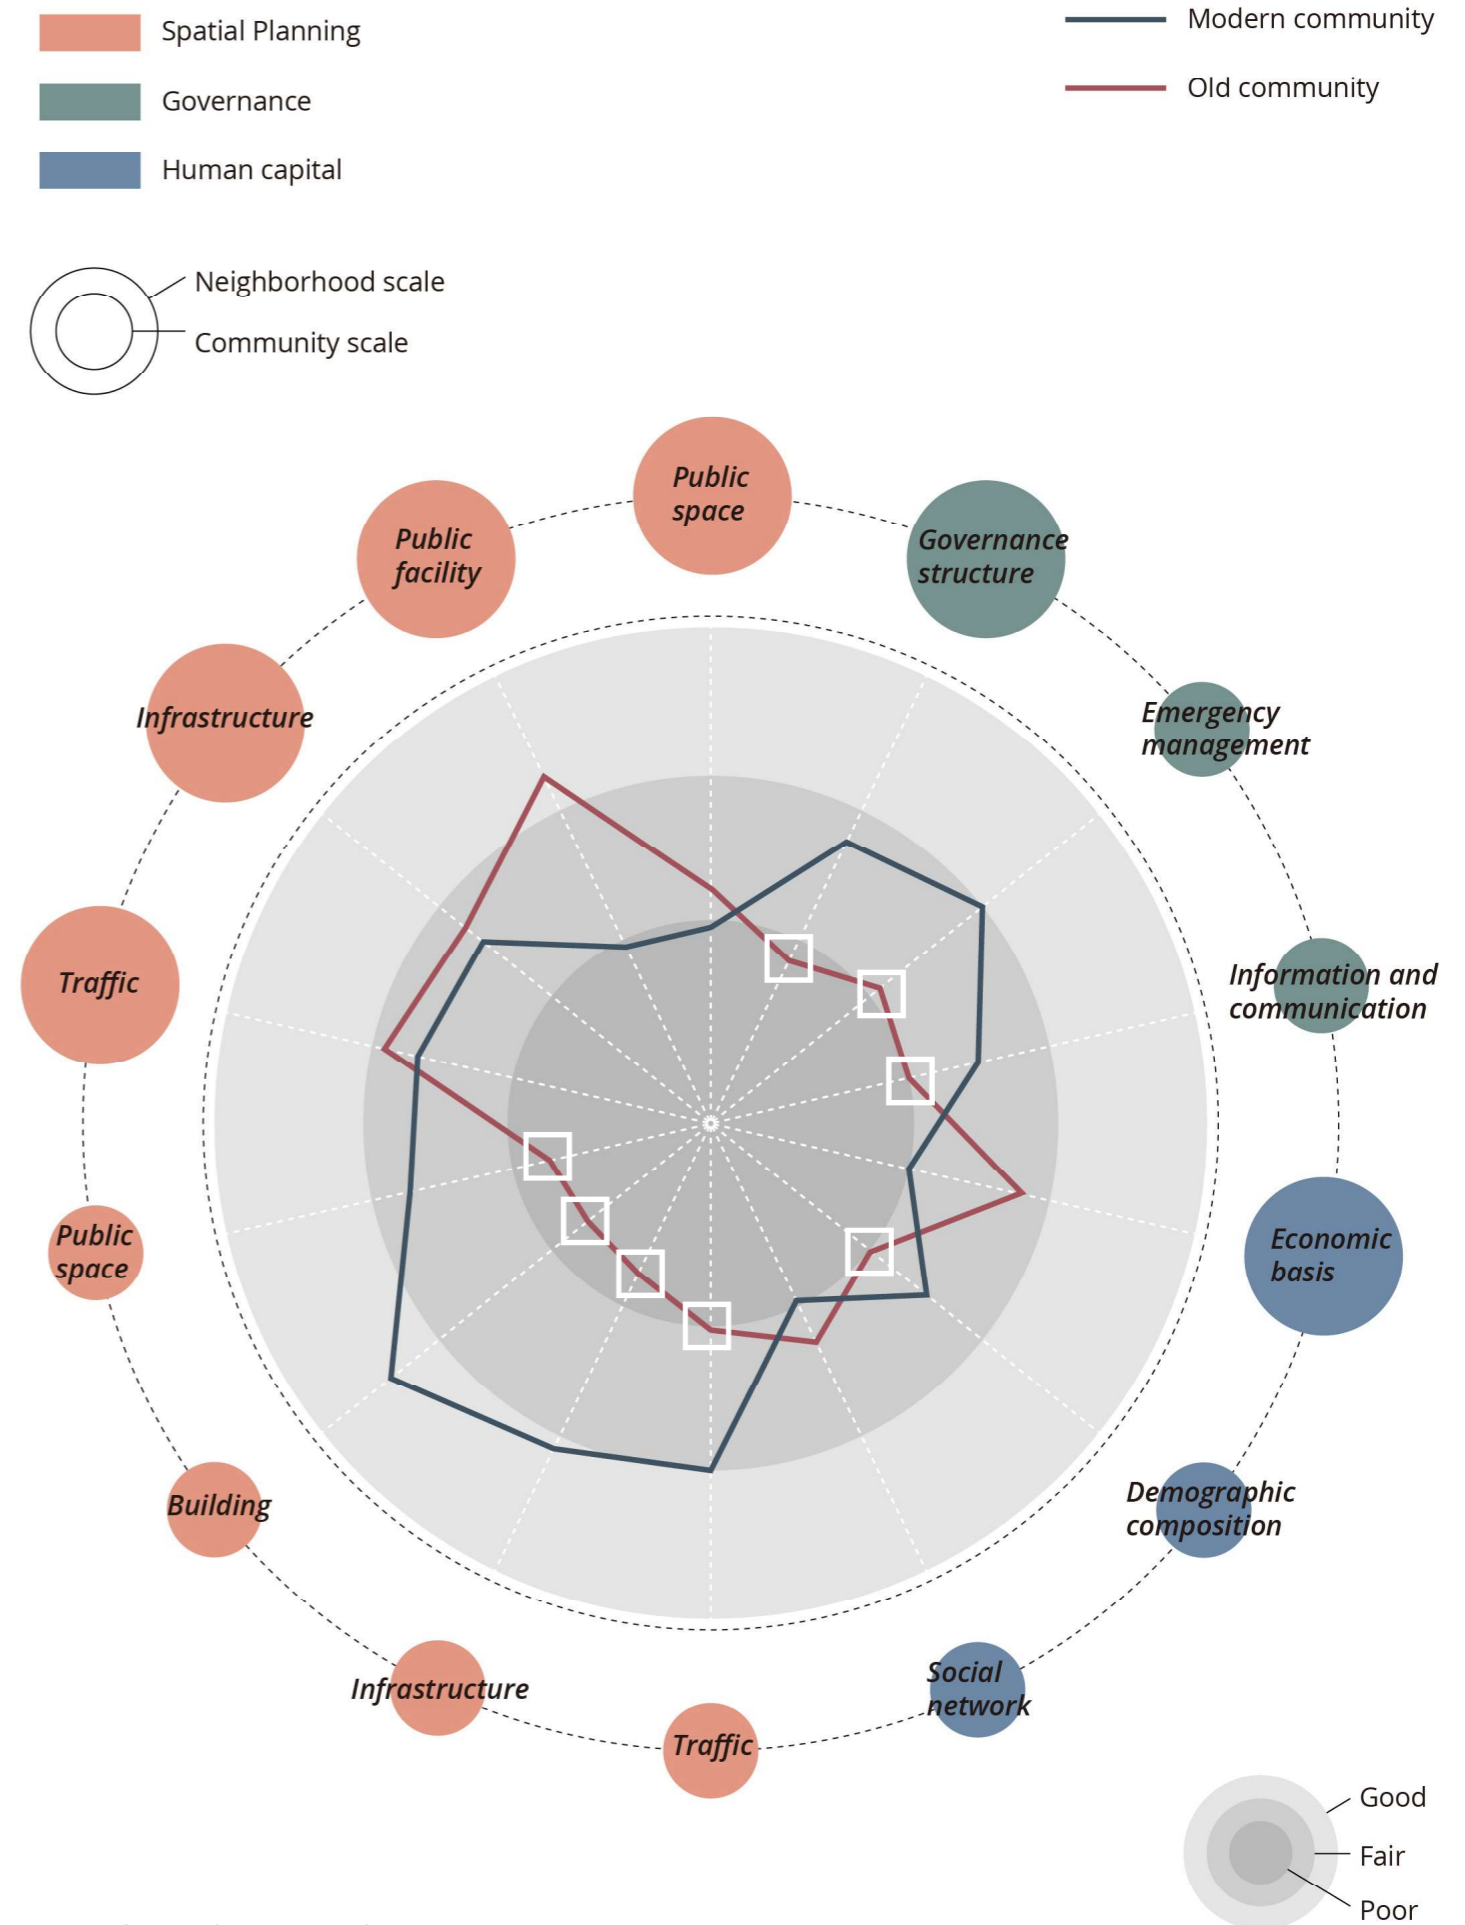 Spatial Planning
Governance
Human capital
Modern community
Old community
Neighborhood scale
Community scale
Public
space
Public
facility
Governance
structure
Infrastructure
Emergency
management
Traffic
Information and
communication
Public
space
Economic
basis
Building
Demographic
composition
Infrastructure
Social
network
Traffic
Good
Fair
Poor